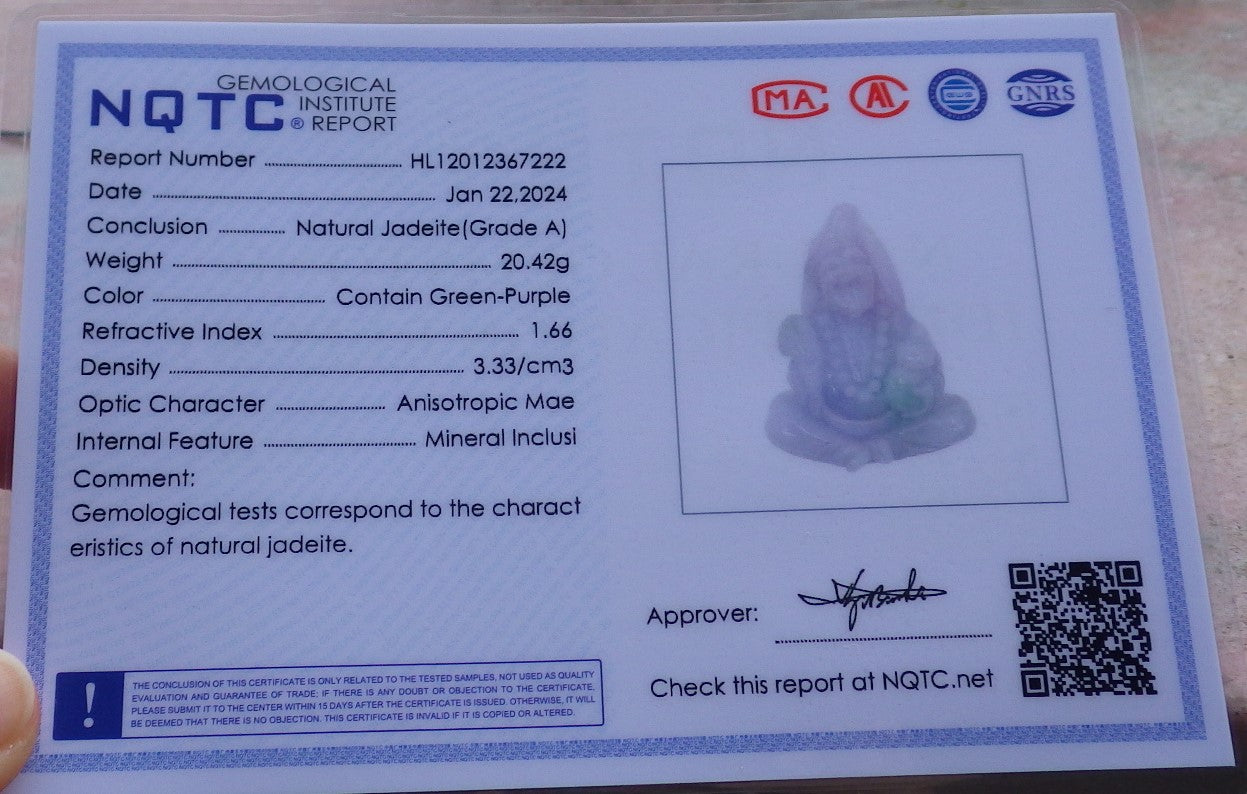 NQTC® GEMOLOGICAL
INSTITUTE
REPORT
MA
GNRS
Report Number HL12012367222
Date Jan 22,2024
Conclusion Natural Jadeite(Grade A)
Weight 20.42g
Color Contain Green-Purple
Refractive Index 1.66
Density 3.33/cm3
Optic Character Anisotropic Mae
Internal Feature Mineral Inclusi
Comment:
Gemological tests correspond to the charact
eristics of natural jadeite.
! THE CONCLUSION OF THIS CERTIFICATE IS ONLY RELATED TO THE TESTED SAMPLES, NOT USED AS QUALITY
EVALUATION AND GUARANTEE OF TRADE; IF THERE IS ANY DOUBT OR OBJECTION TO THE CERTIFICATE,
PLEASE SUBMIT IT TO THE CENTER WITHIN 15 DAYS AFTER THE CERTIFICATE IS ISSUED. OTHERWISE, IT WILL
BE DEEMED THAT THERE IS NO OBJECTION. THIS CERTIFICATE IS INVALID IF IT IS COPIED OR ALTERED.
Approver:
Check this report at NQTC.net